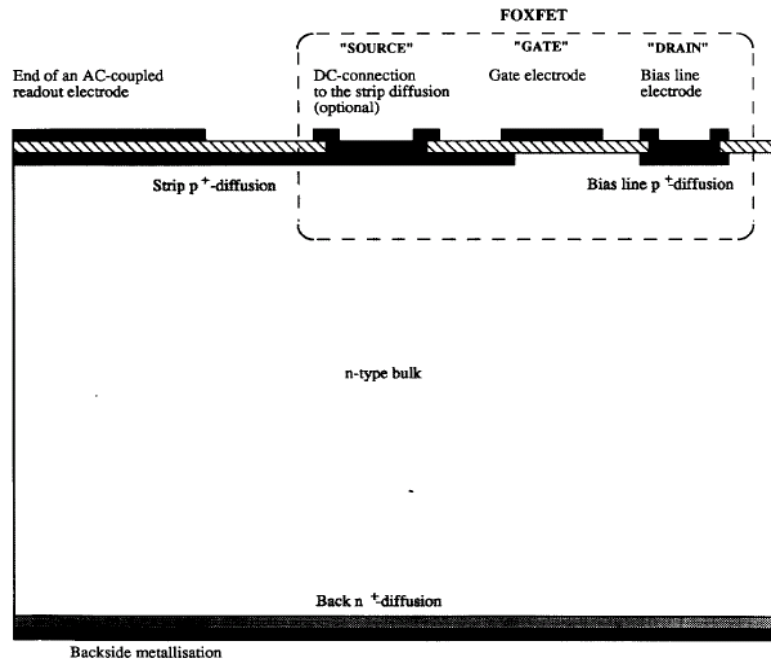 FOXFET
"SOURCE"
"GATE"
"DRAIN"
End of an AC-coupled
readout electrode
DC-connection
to the strip diffusion
(optional)
Gate electrode
Bias line
electrode
Strip p⁺-diffusion
Bias line p⁺-diffusion
n-type bulk
Back n⁺-diffusion
Backside metallisation